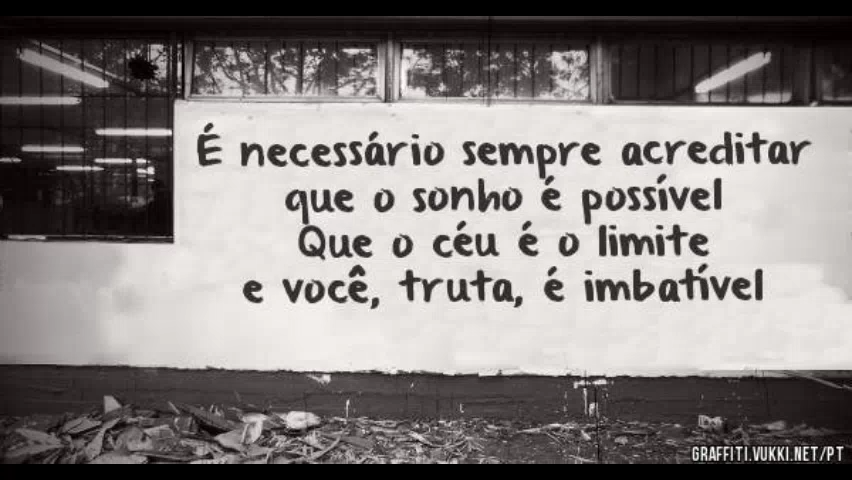 É necessário sempre acreditar
que o sonho é possível
Que o céu é o limite
e você, truta, é imbatível
GRAFFITI.VUKKI.NET/PT